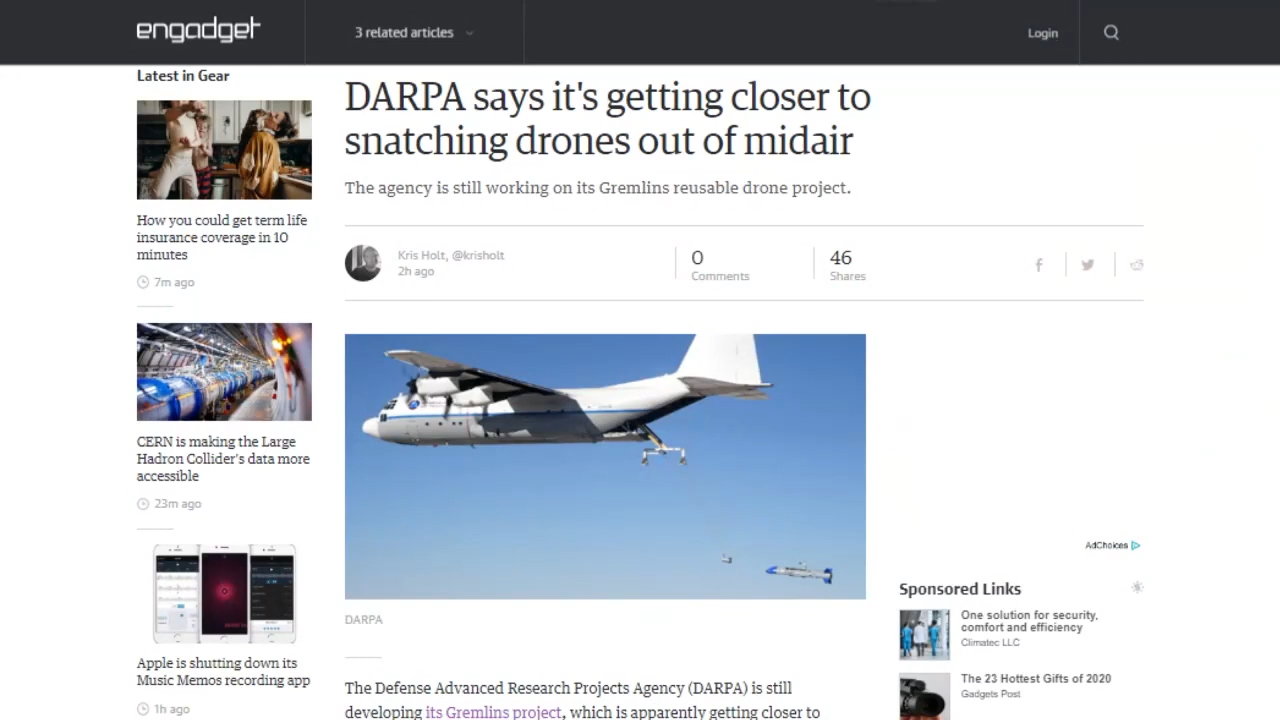 engadget
3 related articles
Login
Latest in Gear
How you could get term life
insurance coverage in 10
minutes
7m ago
CERN is making the Large
Hadron Collider's data more
accessible
23m ago
Apple is shutting down its
Music Memos recording app
1h ago
DARPA says it's getting closer to
snatching drones out of midair
The agency is still working on its Gremlins reusable drone project.
Kris Holt, @krisholt
2h ago
0
Comments
46
Shares
DARPA
The Defense Advanced Research Projects Agency (DARPA) is still
developing its Gremlins project, which is apparently getting closer to
AdChoices
Sponsored Links
One solution for security,
comfort and efficiency
Climatec LLC
The 23 Hottest Gifts of 2020
Gadgets Post